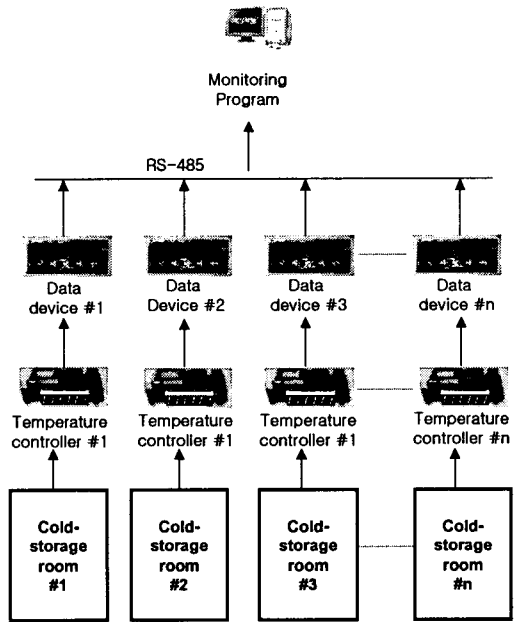 Monitoring
Program
RS-485
Data
device #1
Data
Device #2
Data
device #3
Data
device #n
Temperature
controller #1
Temperature
controller #1
Temperature
controller #1
Temperature
controller #n
Cold-
storage
room
#1
Cold-
storage
room
#2
Cold-
storage
room
#3
Cold-
storage
room
#n